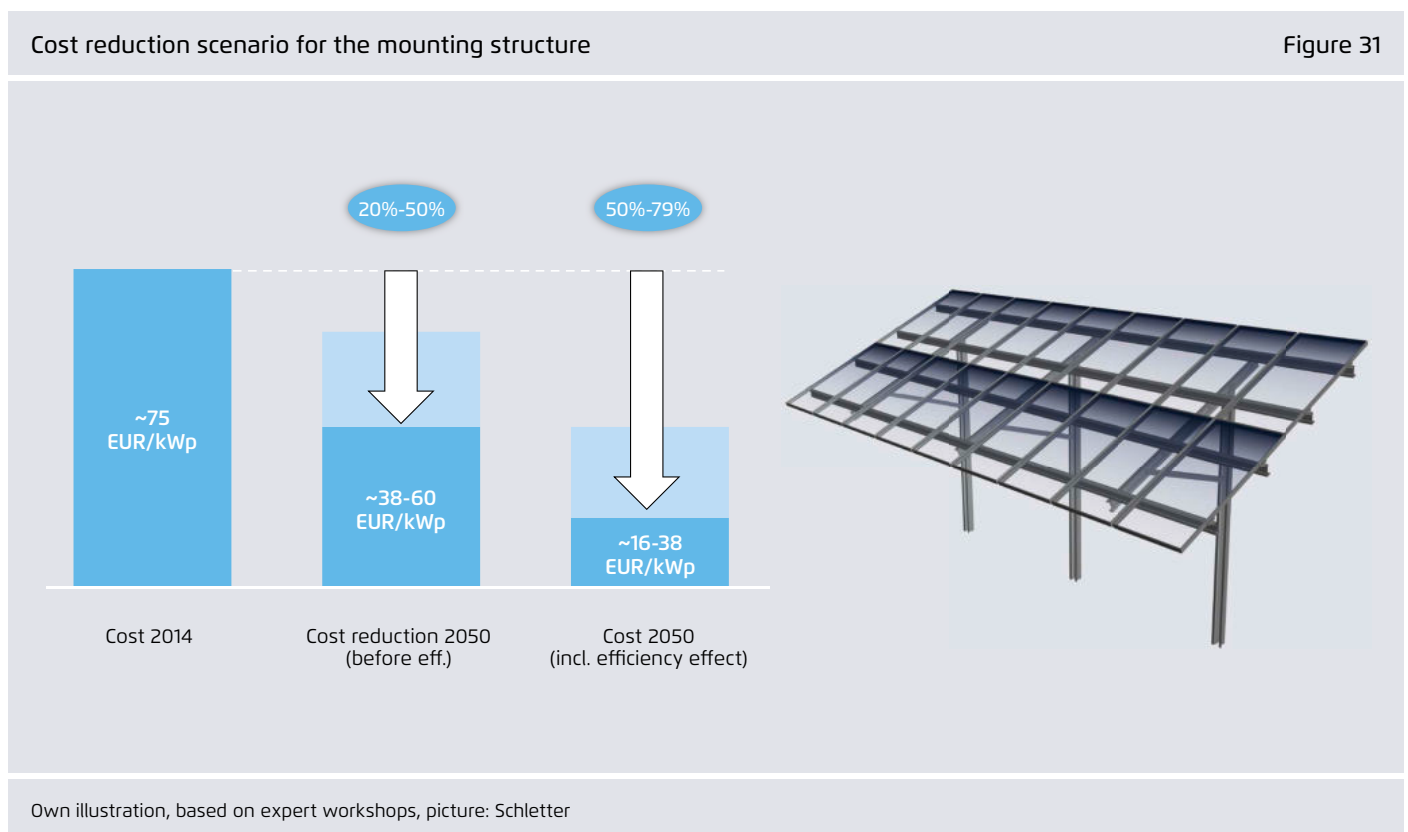 Cost reduction scenario for the mounting structure
Figure 31
20%-50%
50%-79%
~75
EUR/kWp
~38-60
EUR/kWp
~16-38
EUR/kWp
Cost 2014
Cost reduction 2050
(before eff.)
Cost 2050
(incl. efficiency effect)
Own illustration, based on expert workshops, picture: Schletter